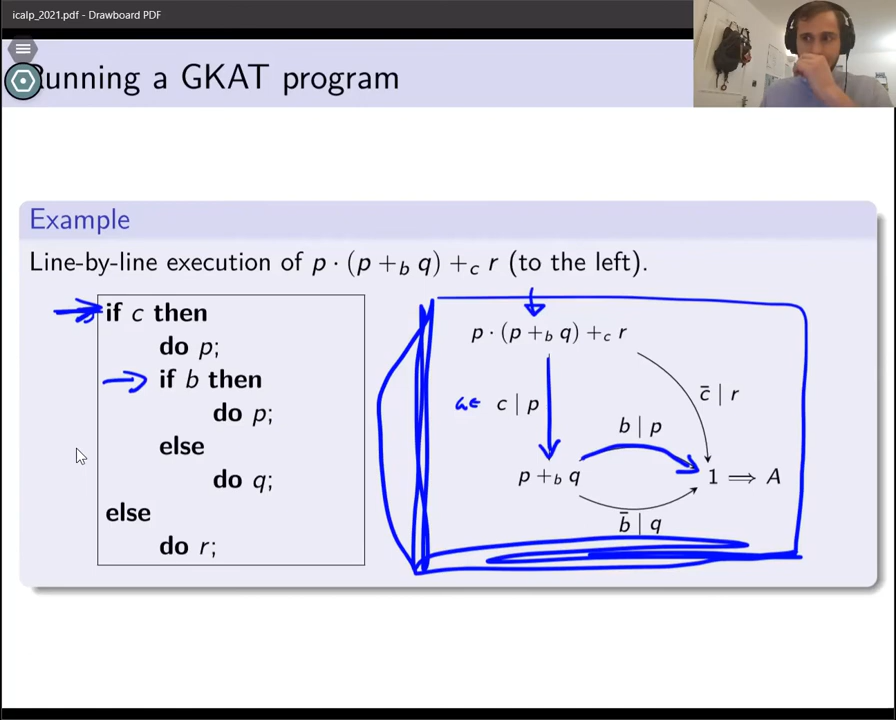 icalp_2021.pdf - Drawboard PDF
unning a GKAT program
Example
Line-by-line execution of p · (p +_b q) +_c r (to the left).
if c then
do p;
if b then
do p;
else
do q;
else
do r;
p · (p +_b q) +_c r
c̄ | r
a∈ c | p
b | p
p +_b q
1 ⟹ A
b̄ | q